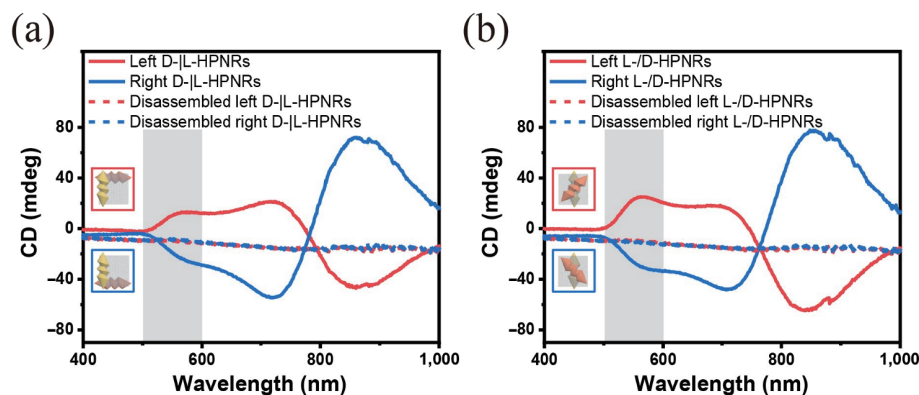 (a)
Left D-|L-HPNRs
Right D-|L-HPNRs
Disassembled left D-|L-HPNRs
Disassembled right D-|L-HPNRs
80
40
0
−40
−80
CD (mdeg)
400
600
800
1,000
Wavelength (nm)
(b)
Left L-/D-HPNRs
Right L-/D-HPNRs
Disassembled left L-/D-HPNRs
Disassembled right L-/D-HPNRs
80
40
0
−40
−80
CD (mdeg)
400
600
800
1,000
Wavelength (nm)